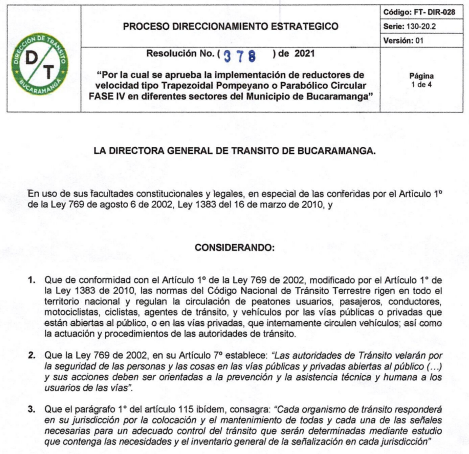 Código: FT- DIR-028
PROCESO DIRECCIONAMIENTO ESTRATEGICO
Serie: 130-20.2
Versión: 01
DIRECCIÓN DE TRANSITO
D T
BUCARAMANGA
Resolución No. ( 378 ) de 2021
“Por la cual se aprueba la implementación de reductores de
velocidad tipo Trapezoidal Pompeyano o Parabólico Circular
FASE IV en diferentes sectores del Municipio de Bucaramanga”
Página
1 de 4
LA DIRECTORA GENERAL DE TRANSITO DE BUCARAMANGA.
En uso de sus facultades constitucionales y legales, en especial de las conferidas por el Artículo 1º
de la Ley 769 de agosto 6 de 2002, Ley 1383 del 16 de marzo de 2010, y
CONSIDERANDO:
1. Que de conformidad con el Artículo 1º de la Ley 769 de 2002, modificado por el Artículo 1° de
la Ley 1383 de 2010, las normas del Código Nacional de Tránsito Terrestre rigen en todo el
territorio nacional y regulan la circulación de peatones usuarios, pasajeros, conductores,
motociclistas, ciclistas, agentes de tránsito, y vehículos por las vías públicas o privadas que
están abiertas al público, o en las vías privadas, que internamente circulen vehículos; así como
la actuación y procedimientos de las autoridades de tránsito.
2. Que la Ley 769 de 2002, en su Artículo 7º establece: “Las autoridades de Tránsito velarán por
la seguridad de las personas y las cosas en las vías públicas y privadas abiertas al público (…)
y sus acciones deben ser orientadas a la prevención y la asistencia técnica y humana a los
usuarios de las vías”.
3. Que el parágrafo 1° del artículo 115 ibídem, consagra: “Cada organismo de tránsito responderá
en su jurisdicción por la colocación y el mantenimiento de todas y cada una de las señales
necesarias para un adecuado control del tránsito que serán determinadas mediante estudio
que contenga las necesidades y el inventario general de la señalización en cada jurisdicción”